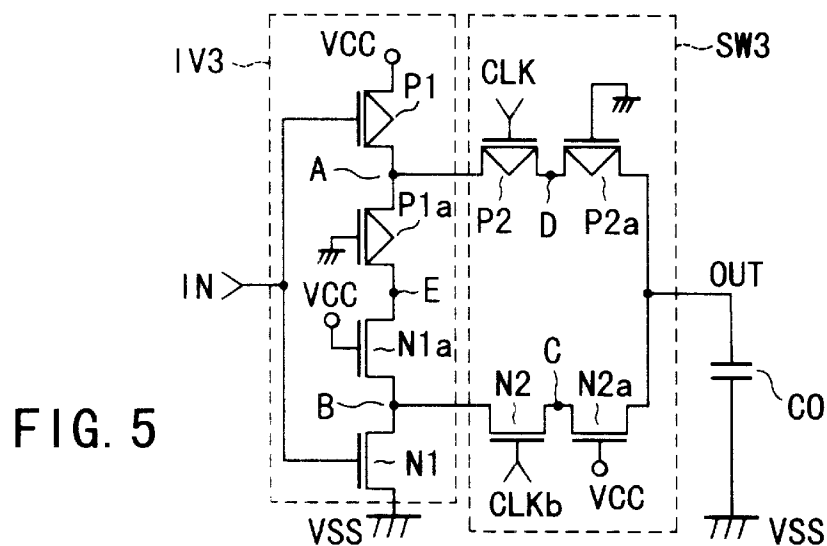 IV3
VCC
P1
A
P1a
IN
VCC
E
N1a
B
N1
VSS
SW3
CLK
P2
D
P2a
OUT
C
N2
N2a
CLKb
VCC
C0
VSS
FIG. 5